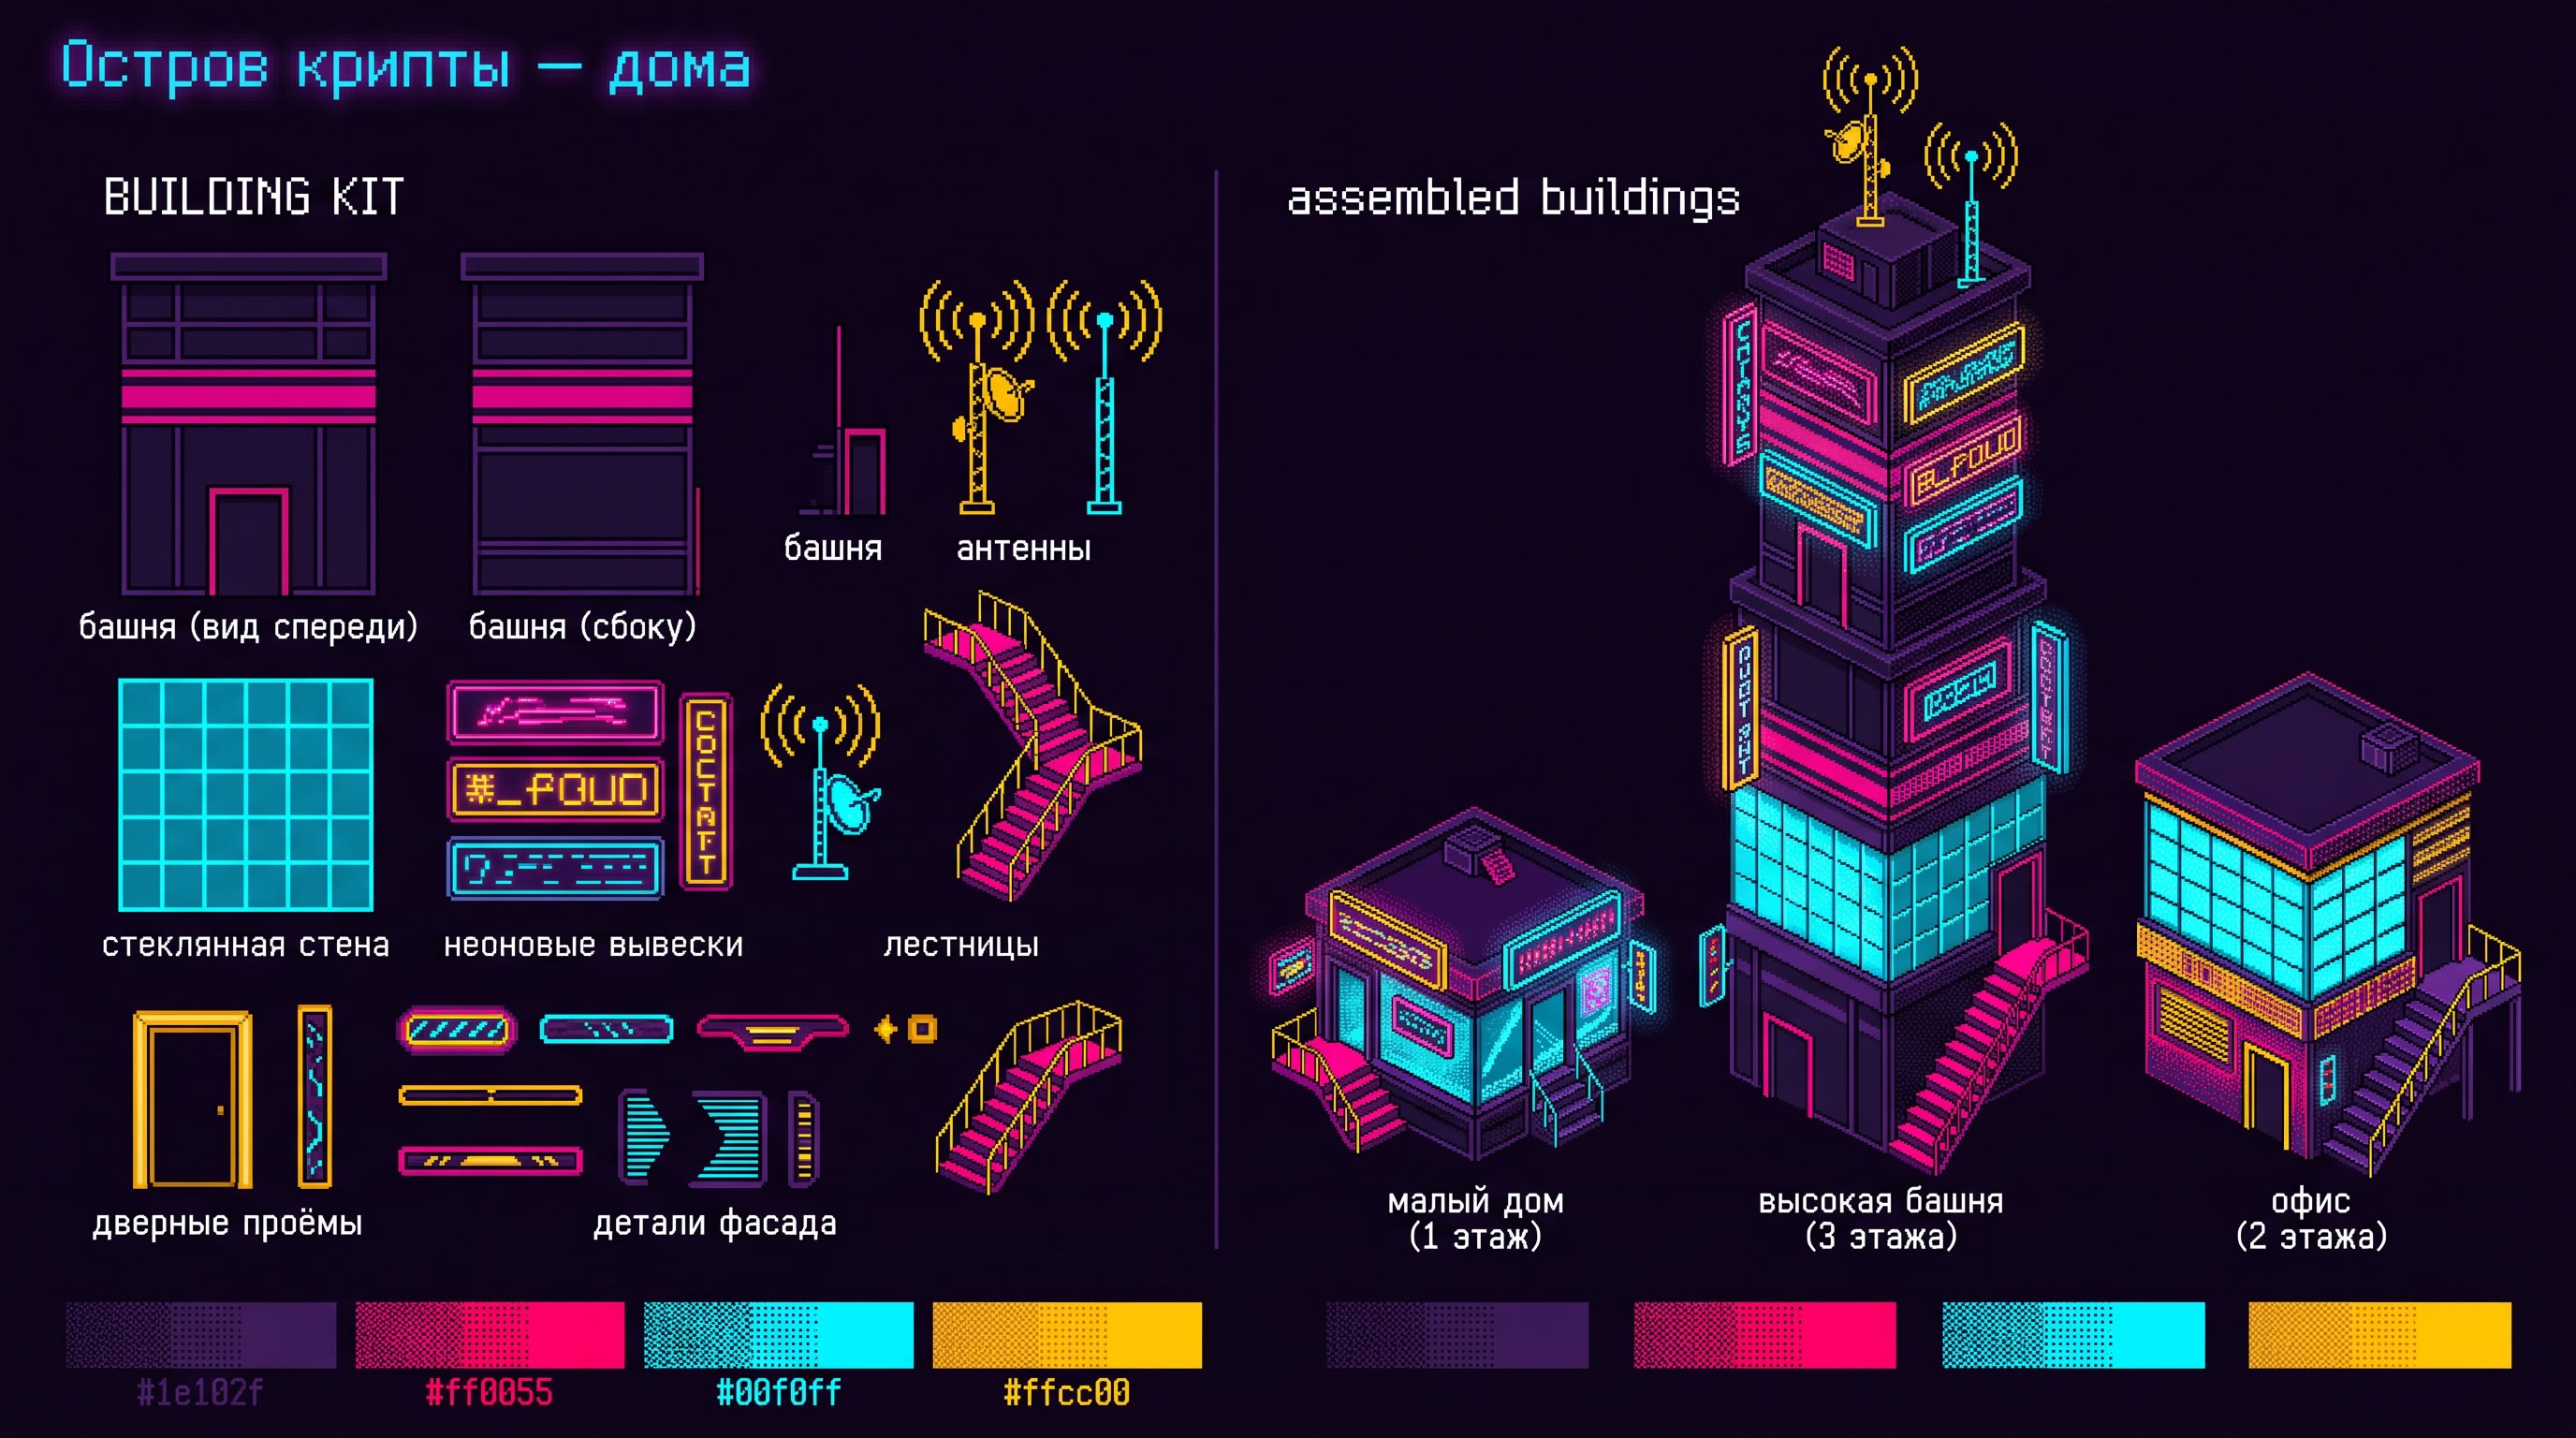 Остров крипты — дома
BUILDING KIT
assembled buildings
башня
антенны
башня (вид спереди)
башня (сбоку)
#_fOUO
стеклянная стена
неоновые вывески
лестницы
дверные проёмы
детали фасада
малый дом
(1 этаж)
высокая башня
(3 этажа)
офис
(2 этажа)
#1e102f
#ff0055
#00f0ff
#ffcc00